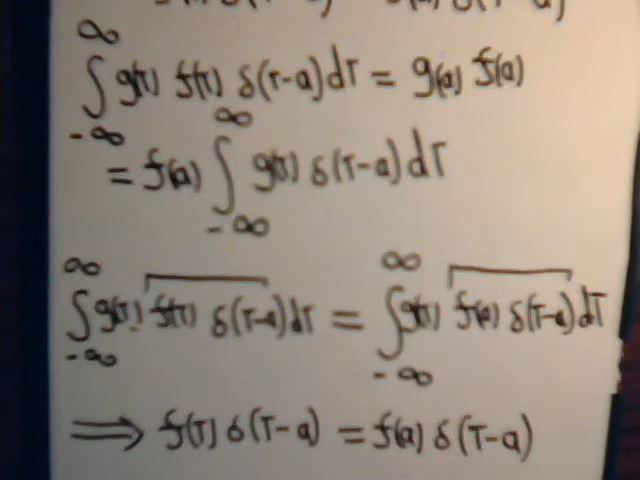 ∫_{-∞}^{∞} g(τ) f(τ) δ(τ-a) dτ = g(a) f(a)
= f(a) ∫_{-∞}^{∞} g(τ) δ(τ-a) dτ
∫_{-∞}^{∞} g(τ) f(τ) δ(τ-a) dτ = ∫_{-∞}^{∞} g(τ) f(a) δ(τ-a) dτ
⟹ f(τ) δ(τ-a) = f(a) δ(τ-a)